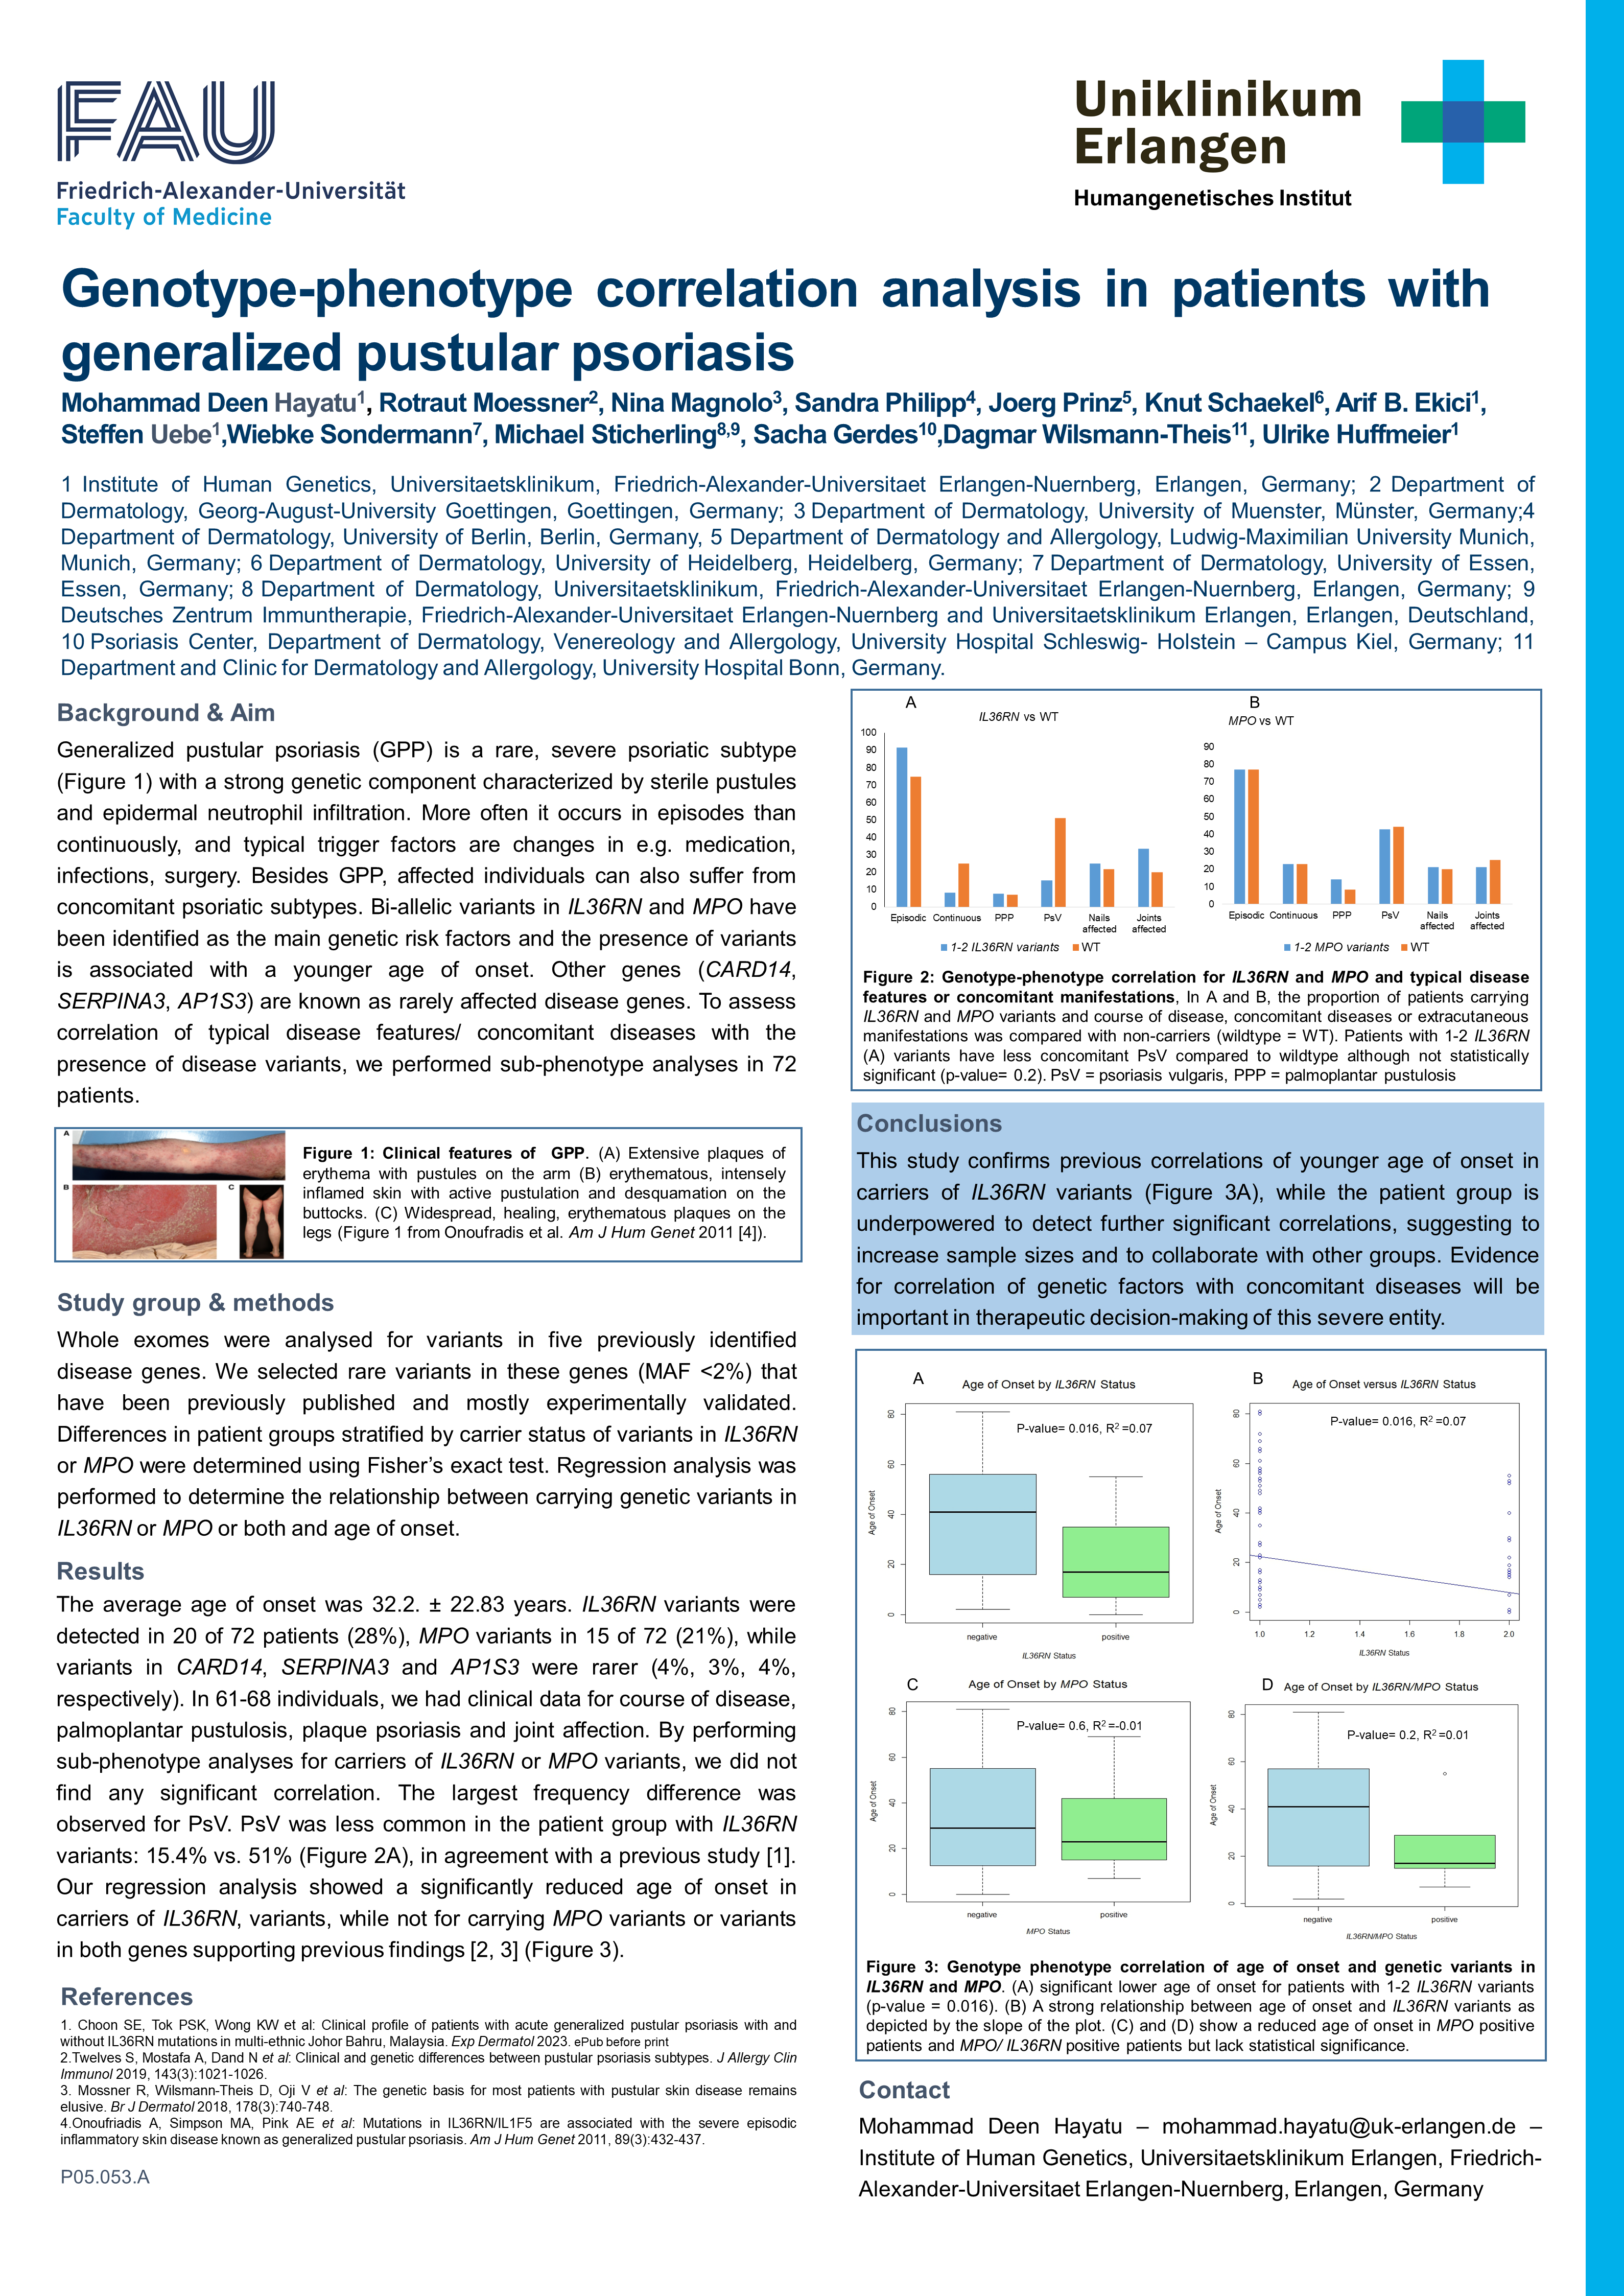 FAU
Friedrich-Alexander-Universität
Faculty of Medicine
Uniklinikum
Erlangen
Humangenetisches Institut
Genotype-phenotype correlation analysis in patients with
generalized pustular psoriasis
Mohammad Deen Hayatu1, Rotraut Moessner2, Nina Magnolo3, Sandra Philipp4, Joerg Prinz5, Knut Schaekel6, Arif B. Ekici1,
Steffen Uebe1,Wiebke Sondermann7, Michael Sticherling8,9, Sacha Gerdes10,Dagmar Wilsmann-Theis11, Ulrike Huffmeier1
1 Institute of Human Genetics, Universitaetsklinikum, Friedrich-Alexander-Universitaet Erlangen-Nuernberg, Erlangen, Germany; 2 Department of
Dermatology, Georg-August-University Goettingen, Goettingen, Germany; 3 Department of Dermatology, University of Muenster, Münster, Germany;4
Department of Dermatology, University of Berlin, Berlin, Germany, 5 Department of Dermatology and Allergology, Ludwig-Maximilian University Munich,
Munich, Germany; 6 Department of Dermatology, University of Heidelberg, Heidelberg, Germany; 7 Department of Dermatology, University of Essen,
Essen, Germany; 8 Department of Dermatology, Universitaetsklinikum, Friedrich-Alexander-Universitaet Erlangen-Nuernberg, Erlangen, Germany; 9
Deutsches Zentrum Immuntherapie, Friedrich-Alexander-Universitaet Erlangen-Nuernberg and Universitaetsklinikum Erlangen, Erlangen, Deutschland,
10 Psoriasis Center, Department of Dermatology, Venereology and Allergology, University Hospital Schleswig- Holstein – Campus Kiel, Germany; 11
Department and Clinic for Dermatology and Allergology, University Hospital Bonn, Germany.
Background & Aim
Generalized pustular psoriasis (GPP) is a rare, severe psoriatic subtype
(Figure 1) with a strong genetic component characterized by sterile pustules
and epidermal neutrophil infiltration. More often it occurs in episodes than
continuously, and typical trigger factors are changes in e.g. medication,
infections, surgery. Besides GPP, affected individuals can also suffer from
concomitant psoriatic subtypes. Bi-allelic variants in IL36RN and MPO have
been identified as the main genetic risk factors and the presence of variants
is associated with a younger age of onset. Other genes (CARD14,
SERPINA3, AP1S3) are known as rarely affected disease genes. To assess
correlation of typical disease features/ concomitant diseases with the
presence of disease variants, we performed sub-phenotype analyses in 72
patients.
A
B
C
Figure 1: Clinical features of GPP. (A) Extensive plaques of
erythema with pustules on the arm (B) erythematous, intensely
inflamed skin with active pustulation and desquamation on the
buttocks. (C) Widespread, healing, erythematous plaques on the
legs (Figure 1 from Onoufradis et al. Am J Hum Genet 2011 [4]).
Study group & methods
Whole exomes were analysed for variants in five previously identified
disease genes. We selected rare variants in these genes (MAF <2%) that
have been previously published and mostly experimentally validated.
Differences in patient groups stratified by carrier status of variants in IL36RN
or MPO were determined using Fisher's exact test. Regression analysis was
performed to determine the relationship between carrying genetic variants in
IL36RN or MPO or both and age of onset.
Results
The average age of onset was 32.2. ± 22.83 years. IL36RN variants were
detected in 20 of 72 patients (28%), MPO variants in 15 of 72 (21%), while
variants in CARD14, SERPINA3 and AP1S3 were rarer (4%, 3%, 4%,
respectively). In 61-68 individuals, we had clinical data for course of disease,
palmoplantar pustulosis, plaque psoriasis and joint affection. By performing
sub-phenotype analyses for carriers of IL36RN or MPO variants, we did not
find any significant correlation. The largest frequency difference was
observed for PsV. PsV was less common in the patient group with IL36RN
variants: 15.4% vs. 51% (Figure 2A), in agreement with a previous study [1].
Our regression analysis showed a significantly reduced age of onset in
carriers of IL36RN, variants, while not for carrying MPO variants or variants
in both genes supporting previous findings [2, 3] (Figure 3).
References
1. Choon SE, Tok PSK, Wong KW et al: Clinical profile of patients with acute generalized pustular psoriasis with and
without IL36RN mutations in multi-ethnic Johor Bahru, Malaysia. Exp Dermatol 2023. ePub before print
2.Twelves S, Mostafa A, Dand N et al: Clinical and genetic differences between pustular psoriasis subtypes. J Allergy Clin
Immunol 2019, 143(3):1021-1026.
3. Mossner R, Wilsmann-Theis D, Oji V et al: The genetic basis for most patients with pustular skin disease remains
elusive. Br J Dermatol 2018, 178(3):740-748.
4.Onoufriadis A, Simpson MA, Pink AE et al: Mutations in IL36RN/IL1F5 are associated with the severe episodic
inflammatory skin disease known as generalized pustular psoriasis. Am J Hum Genet 2011, 89(3):432-437.
P05.053.A
A
IL36RN vs WT
100
90
80
70
60
50
40
30
20
10
0
Episodic Continuous PPP PsV Nails affected Joints affected
1-2 IL36RN variants WT
B
MPO vs WT
90
80
70
60
50
40
30
20
10
0
Episodic Continuous PPP PsV Nails affected Joints affected
1-2 MPO variants WT
Figure 2: Genotype-phenotype correlation for IL36RN and MPO and typical disease
features or concomitant manifestations, In A and B, the proportion of patients carrying
IL36RN and MPO variants and course of disease, concomitant diseases or extracutaneous
manifestations was compared with non-carriers (wildtype = WT). Patients with 1-2 IL36RN
(A) variants have less concomitant PsV compared to wildtype although not statistically
significant (p-value= 0.2). PsV = psoriasis vulgaris, PPP = palmoplantar pustulosis
Conclusions
This study confirms previous correlations of younger age of onset in
carriers of IL36RN variants (Figure 3A), while the patient group is
underpowered to detect further significant correlations, suggesting to
increase sample sizes and to collaborate with other groups. Evidence
for correlation of genetic factors with concomitant diseases will be
important in therapeutic decision-making of this severe entity.
A
Age of Onset by IL36RN Status
P-value= 0.016, R2 =0.07
Age of Onset
80
60
40
20
0
negative positive
IL36RN Status
B
Age of Onset versus IL36RN Status
P-value= 0.016, R2 =0.07
Age of Onset
80
60
40
20
0
1.0 1.2 1.4 1.6 1.8 2.0
IL36RN Status
C
Age of Onset by MPO Status
P-value= 0.6, R2 =-0.01
Age of Onset
80
60
40
20
0
negative positive
MPO Status
D
Age of Onset by IL36RN/MPO Status
P-value= 0.2, R2 =0.01
Age of Onset
80
60
40
20
0
negative positive
IL36RN/MPO Status
Figure 3: Genotype phenotype correlation of age of onset and genetic variants in
IL36RN and MPO. (A) significant lower age of onset for patients with 1-2 IL36RN variants
(p-value = 0.016). (B) A strong relationship between age of onset and IL36RN variants as
depicted by the slope of the plot. (C) and (D) show a reduced age of onset in MPO positive
patients and MPO/ IL36RN positive patients but lack statistical significance.
Contact
Mohammad Deen Hayatu – mohammad.hayatu@uk-erlangen.de –
Institute of Human Genetics, Universitaetsklinikum Erlangen, Friedrich-
Alexander-Universitaet Erlangen-Nuernberg, Erlangen, Germany